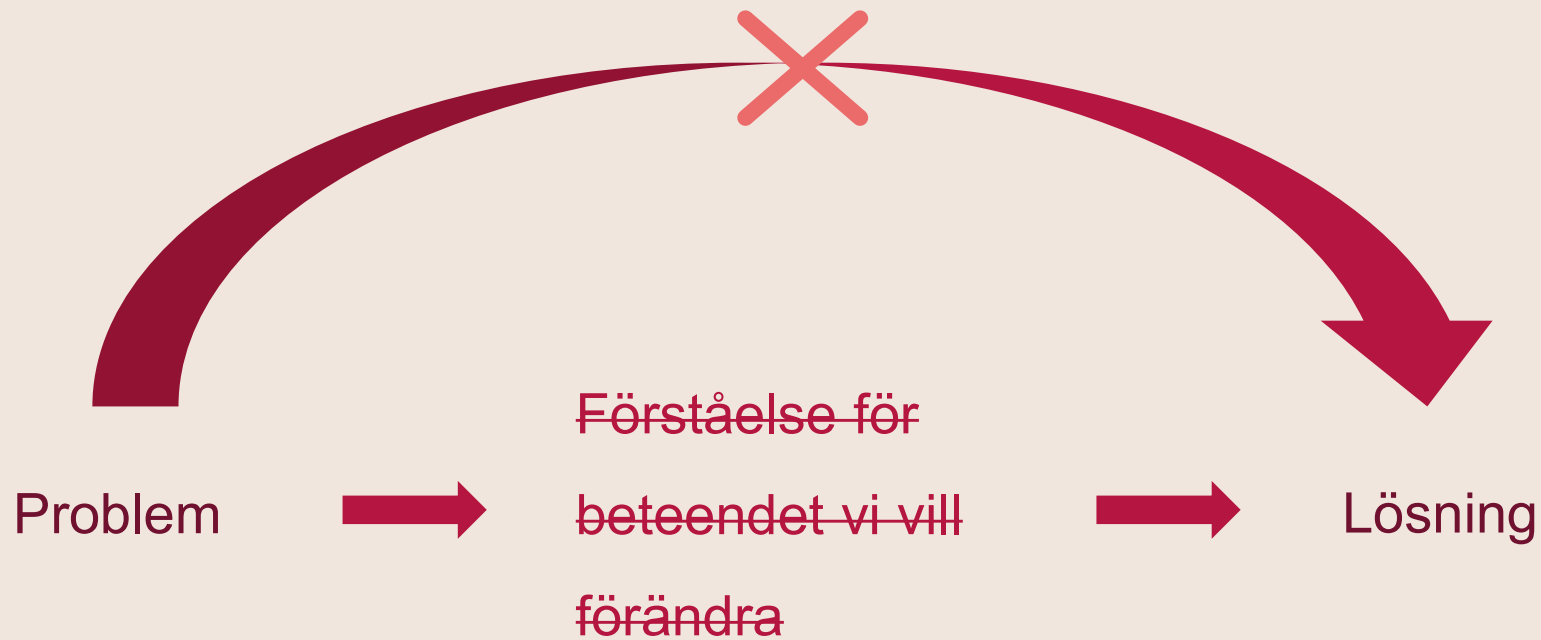 Förståelse för
Problem
beteendet vi vill
Lösning
förändra